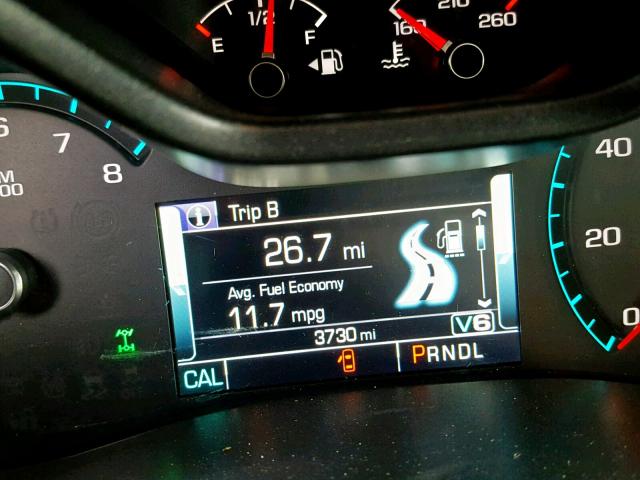 1/2
E
F
160
210
260
6
7
8
40
20
0
Trip B
26.7 mi
Avg. Fuel Economy
11.7 mpg
3730 mi
V6
CAL
PRNDL